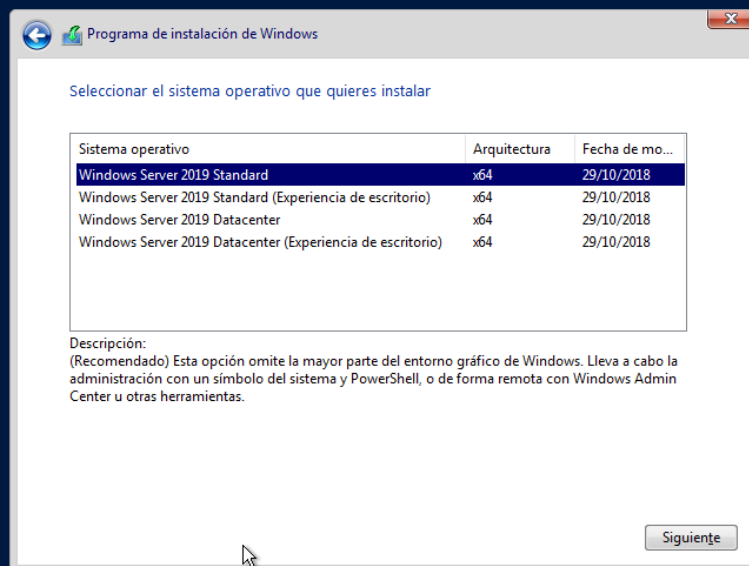 Programa de instalación de Windows
Seleccionar el sistema operativo que quieres instalar
Sistema operativo Arquitectura Fecha de mo...
Windows Server 2019 Standard x64 29/10/2018
Windows Server 2019 Standard (Experiencia de escritorio) x64 29/10/2018
Windows Server 2019 Datacenter x64 29/10/2018
Windows Server 2019 Datacenter (Experiencia de escritorio) x64 29/10/2018
Descripción:
(Recomendado) Esta opción omite la mayor parte del entorno gráfico de Windows. Lleva a cabo la
administración con un símbolo del sistema y PowerShell, o de forma remota con Windows Admin
Center u otras herramientas.
Siguiente